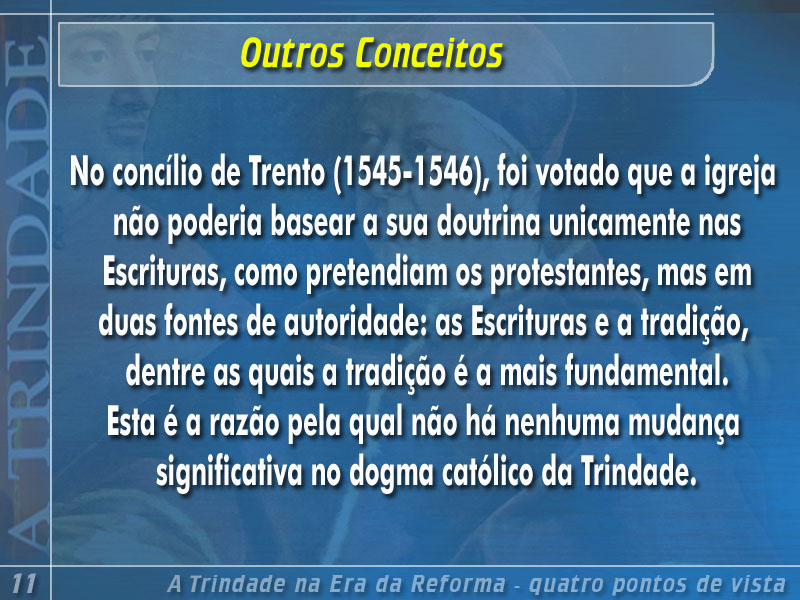 Outros Conceitos
A TRINDADE
No concílio de Trento (1545-1546), foi votado que a igreja
não poderia basear a sua doutrina unicamente nas
Escrituras, como pretendiam os protestantes, mas em
duas fontes de autoridade: as Escrituras e a tradição,
dentre as quais a tradição é a mais fundamental.
Esta é a razão pela qual não há nenhuma mudança
significativa no dogma católico da Trindade.
11
A Trindade na Era da Reforma - quatro pontos de vista